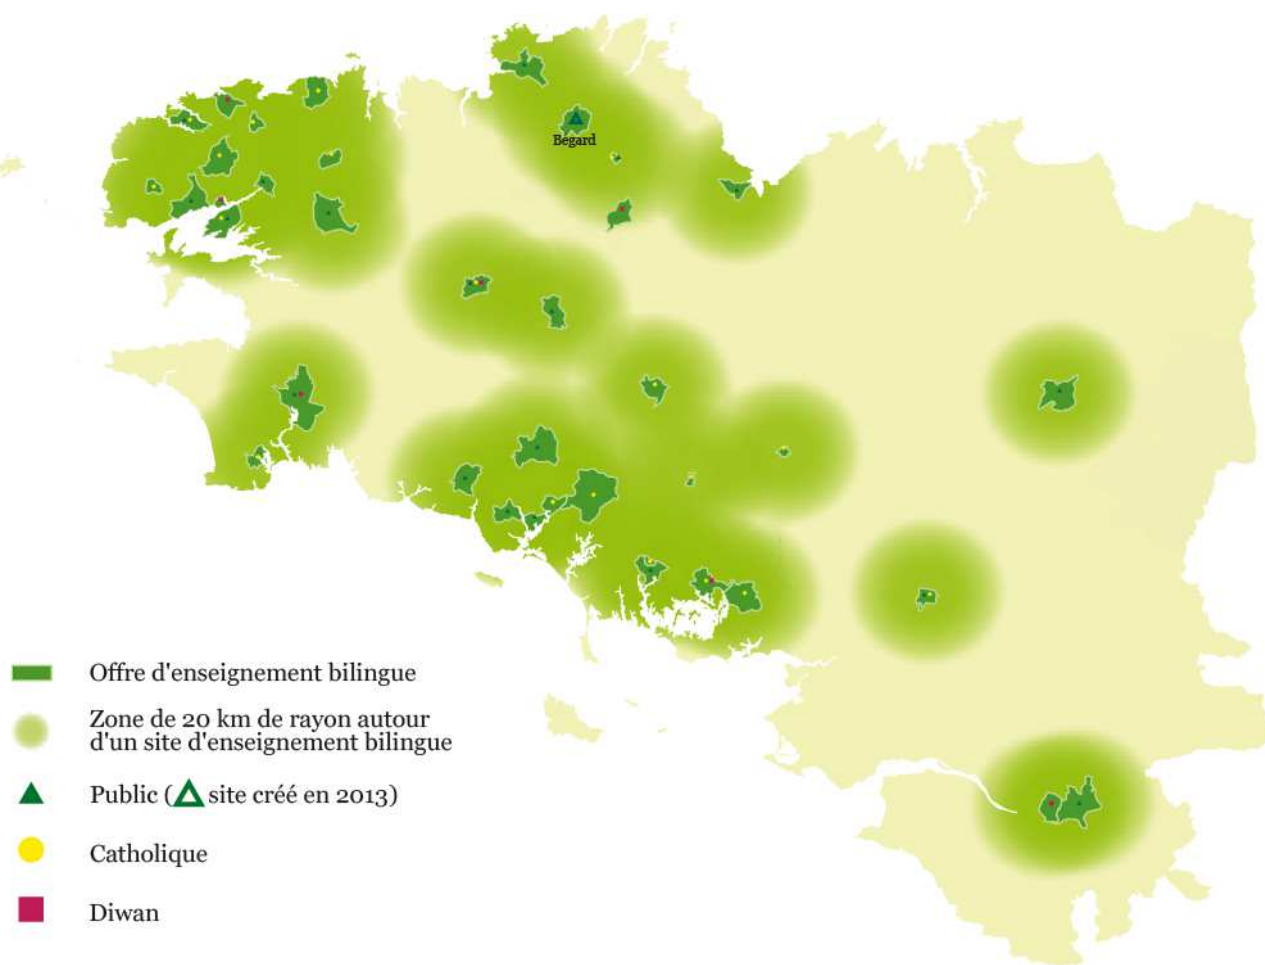 Begard
Offre d'enseignement bilingue
Zone de 20 km de rayon autour
d'un site d'enseignement bilingue
Public (△ site créé en 2013)
Catholique
Diwan